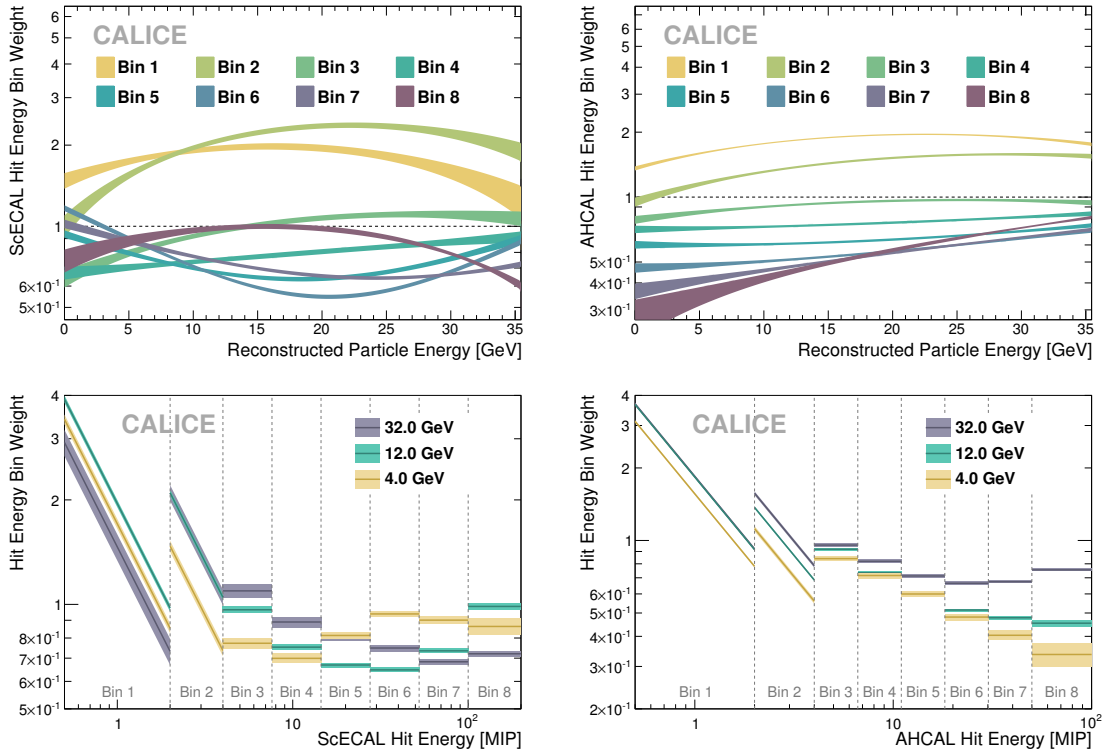 ScECAL Hit Energy Bin Weight
CALICE
Bin 1 Bin 2 Bin 3 Bin 4
Bin 5 Bin 6 Bin 7 Bin 8
6
5
4
3
2
1
6×10⁻¹
5×10⁻¹
0 5 10 15 20 25 30 35
Reconstructed Particle Energy [GeV]
AHCAL Hit Energy Bin Weight
CALICE
Bin 1 Bin 2 Bin 3 Bin 4
Bin 5 Bin 6 Bin 7 Bin 8
7
6
5
4
3
2
1
5×10⁻¹
4×10⁻¹
3×10⁻¹
0 5 10 15 20 25 30 35
Reconstructed Particle Energy [GeV]
Hit Energy Bin Weight
CALICE
32.0 GeV
12.0 GeV
4.0 GeV
4
3
2
1
8×10⁻¹
7×10⁻¹
6×10⁻¹
5×10⁻¹
Bin 1 Bin 2 Bin 3 Bin 4 Bin 5 Bin 6 Bin 7 Bin 8
1 10 10²
ScECAL Hit Energy [MIP]
Hit Energy Bin Weight
CALICE
32.0 GeV
12.0 GeV
4.0 GeV
4
3
2
1
7×10⁻¹
6×10⁻¹
5×10⁻¹
4×10⁻¹
3×10⁻¹
2×10⁻¹
Bin 1 Bin 2 Bin 3 Bin 4 Bin 5 Bin 6 Bin 7 Bin 8
1 10 10²
AHCAL Hit Energy [MIP]